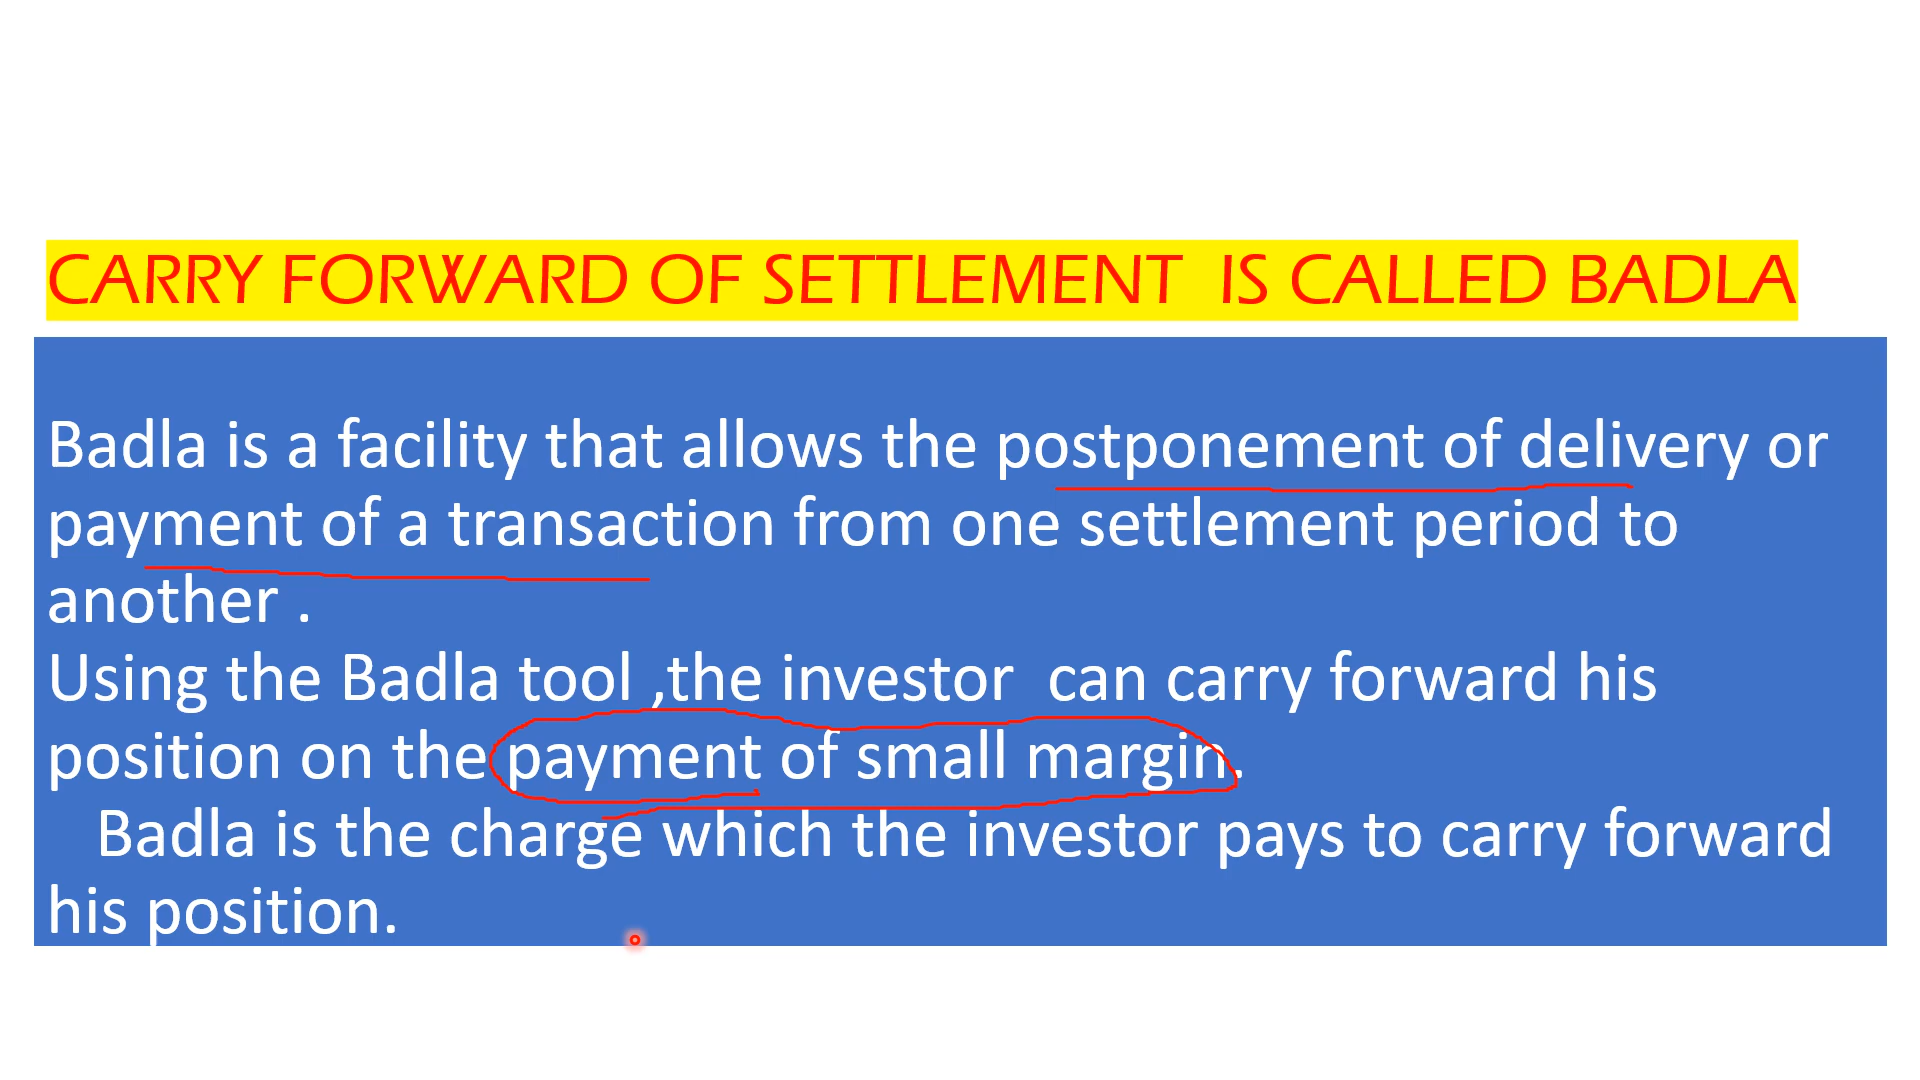 CARRY FORWARD OF SETTLEMENT  IS CALLED BADLA
Badla is a facility that allows the postponement of delivery or
payment of a transaction from one settlement period to
another .
Using the Badla tool ,the investor  can carry forward his
position on the payment of small margin.
Badla is the charge which the investor pays to carry forward
his position.